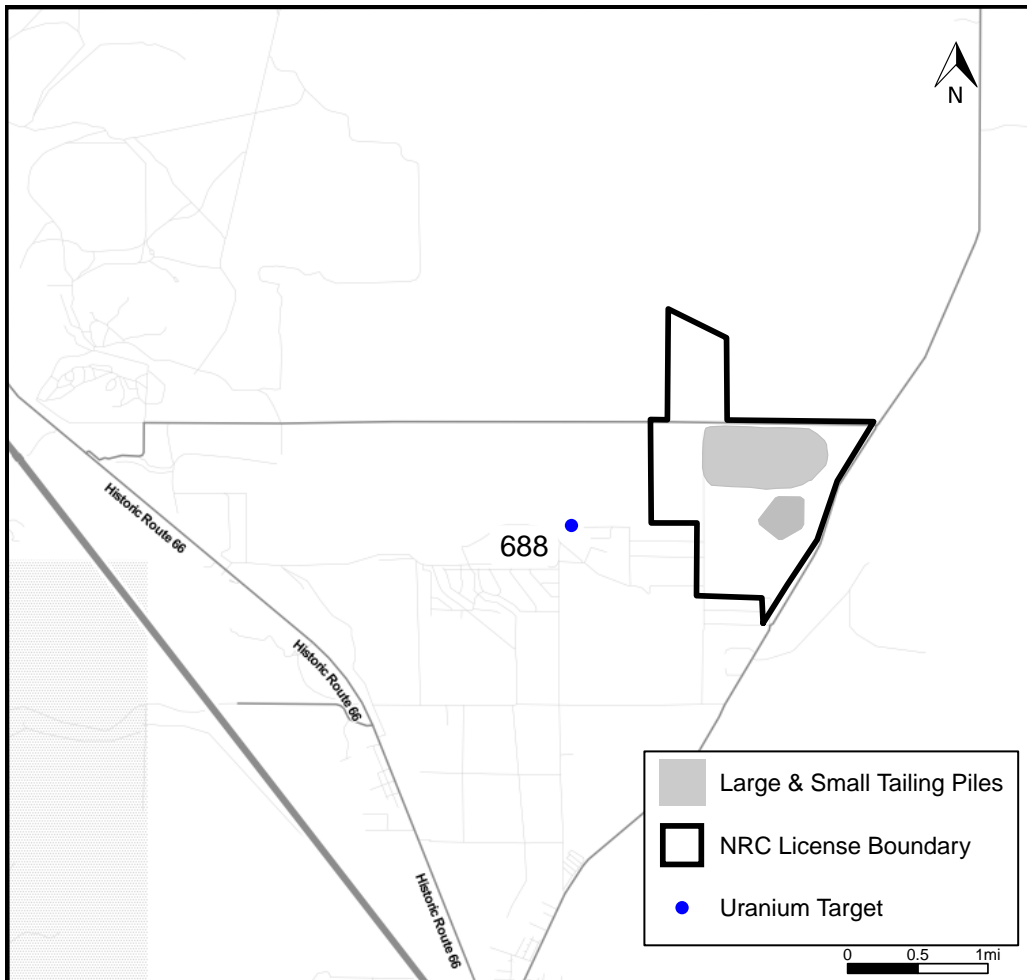 N
Historic Route 66
688
Historic Route 66
Large & Small Tailing Piles
NRC License Boundary
Historic Route 66
Uranium Target
0 0.5 1mi